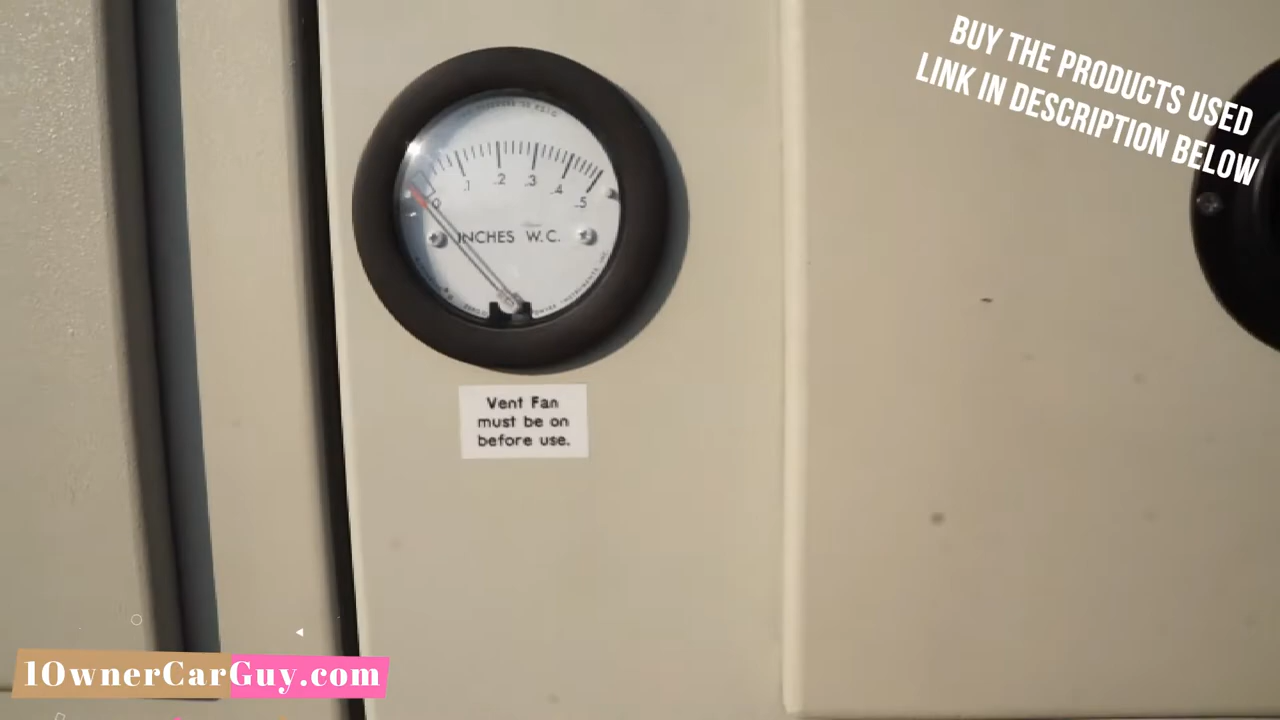 BUY THE PRODUCTS USED
LINK IN DESCRIPTION BELOW
0 .1 .2 .3 .4 .5
INCHES W.C.
Vent Fan
must be on
before use.
1OwnerCarGuy.com